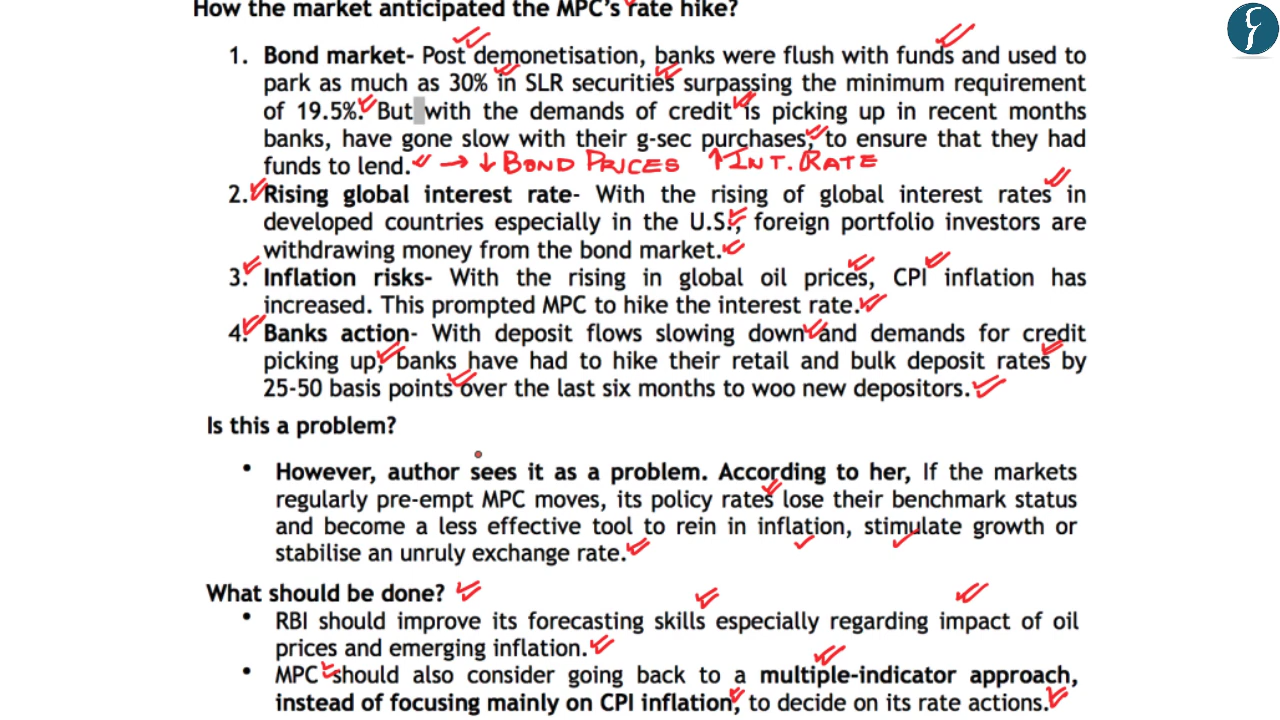 How the market anticipated the MPC's rate hike?
1. Bond market- Post demonetisation, banks were flush with funds and used to
park as much as 30% in SLR securities surpassing the minimum requirement
of 19.5%. But with the demands of credit is picking up in recent months
banks, have gone slow with their g-sec purchases, to ensure that they had
funds to lend. → ↓ BOND PRICES ↑ INT. RATE
2. Rising global interest rate- With the rising of global interest rates in
developed countries especially in the U.S., foreign portfolio investors are
withdrawing money from the bond market.
3. Inflation risks- With the rising in global oil prices, CPI inflation has
increased. This prompted MPC to hike the interest rate.
4. Banks action- With deposit flows slowing down and demands for credit
picking up, banks have had to hike their retail and bulk deposit rates by
25-50 basis points over the last six months to woo new depositors.
Is this a problem?
• However, author sees it as a problem. According to her, If the markets
regularly pre-empt MPC moves, its policy rates lose their benchmark status
and become a less effective tool to rein in inflation, stimulate growth or
stabilise an unruly exchange rate.
What should be done?
• RBI should improve its forecasting skills especially regarding impact of oil
prices and emerging inflation.
• MPC should also consider going back to a multiple-indicator approach,
instead of focusing mainly on CPI inflation, to decide on its rate actions.